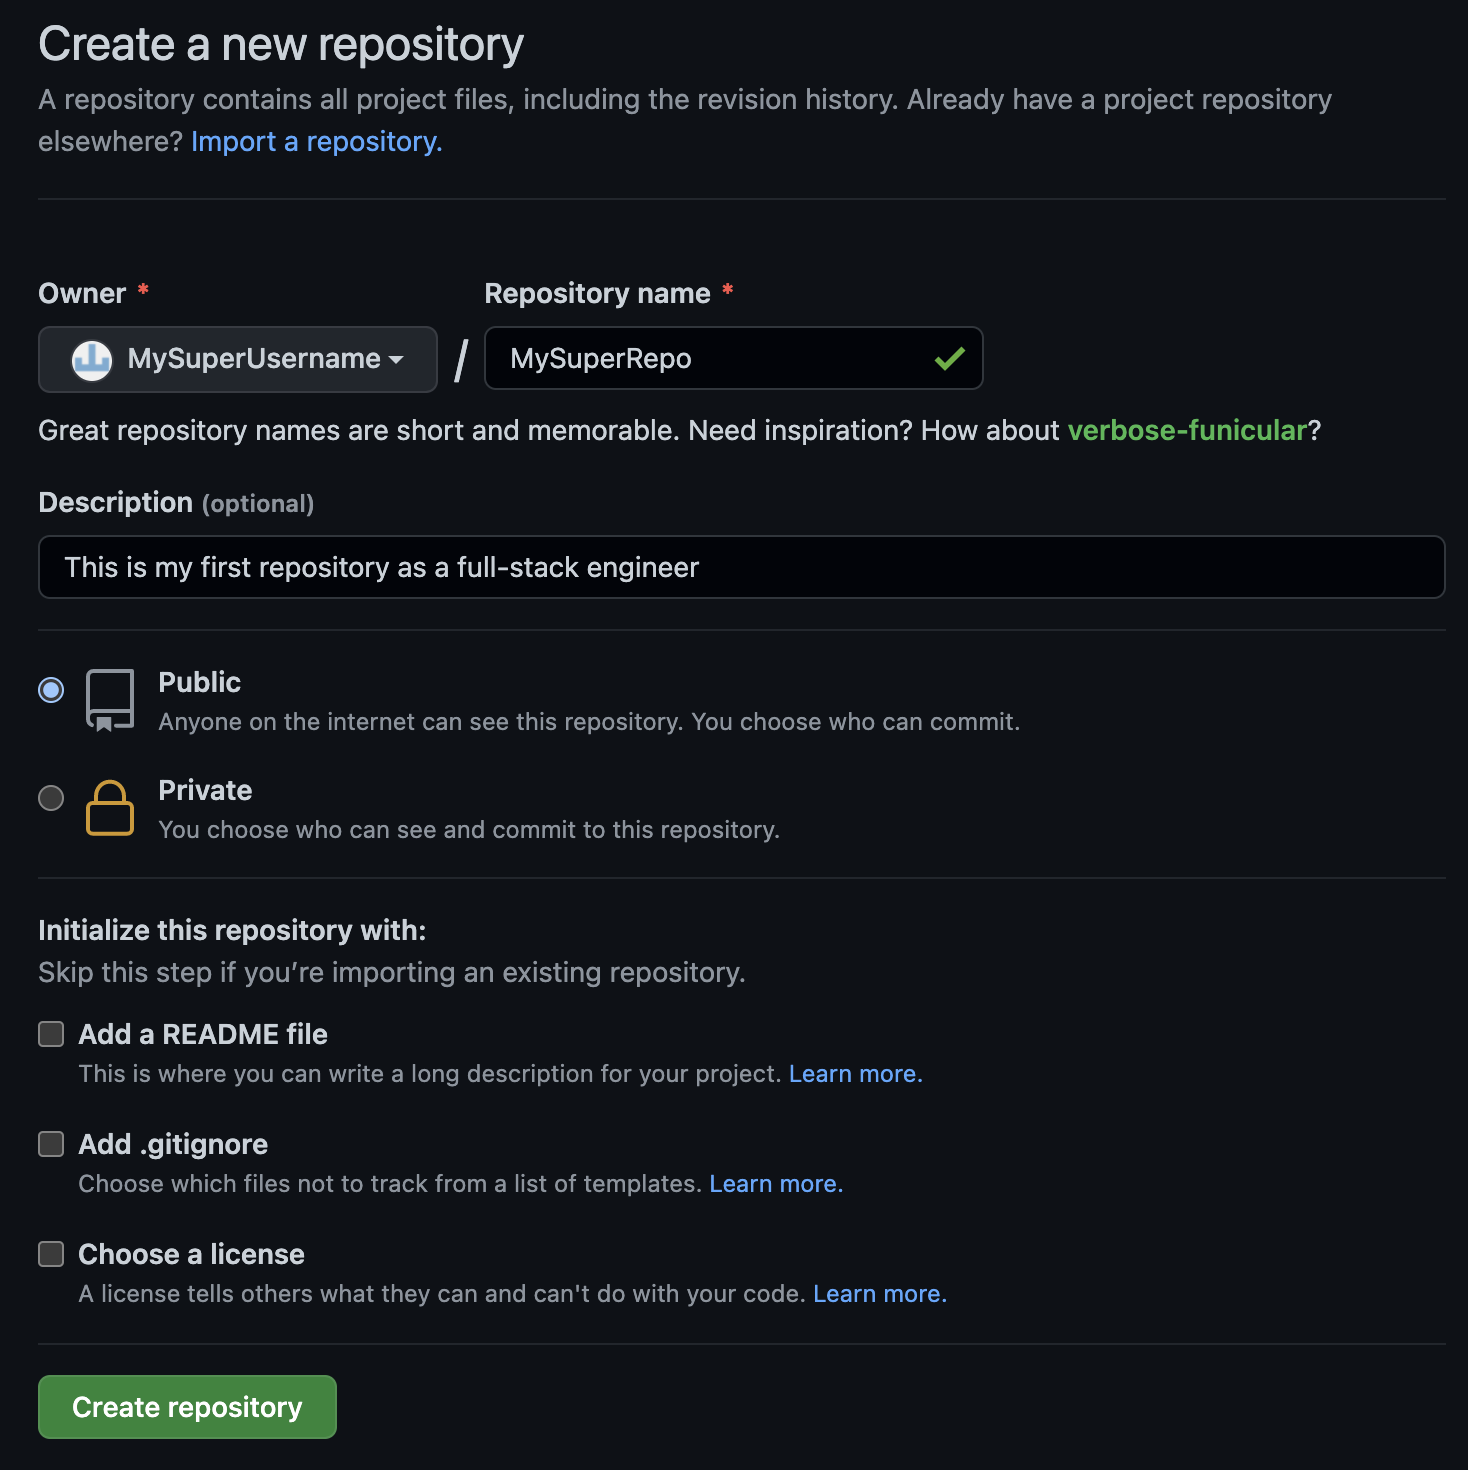 Create a new repository
A repository contains all project files, including the revision history. Already have a project repository
elsewhere? Import a repository.
Owner *
Repository name *
MySuperUsername / MySuperRepo
Great repository names are short and memorable. Need inspiration? How about verbose-funicular?
Description (optional)
This is my first repository as a full-stack engineer
Public
Anyone on the internet can see this repository. You choose who can commit.
Private
You choose who can see and commit to this repository.
Initialize this repository with:
Skip this step if you’re importing an existing repository.
Add a README file
This is where you can write a long description for your project. Learn more.
Add .gitignore
Choose which files not to track from a list of templates. Learn more.
Choose a license
A license tells others what they can and can't do with your code. Learn more.
Create repository